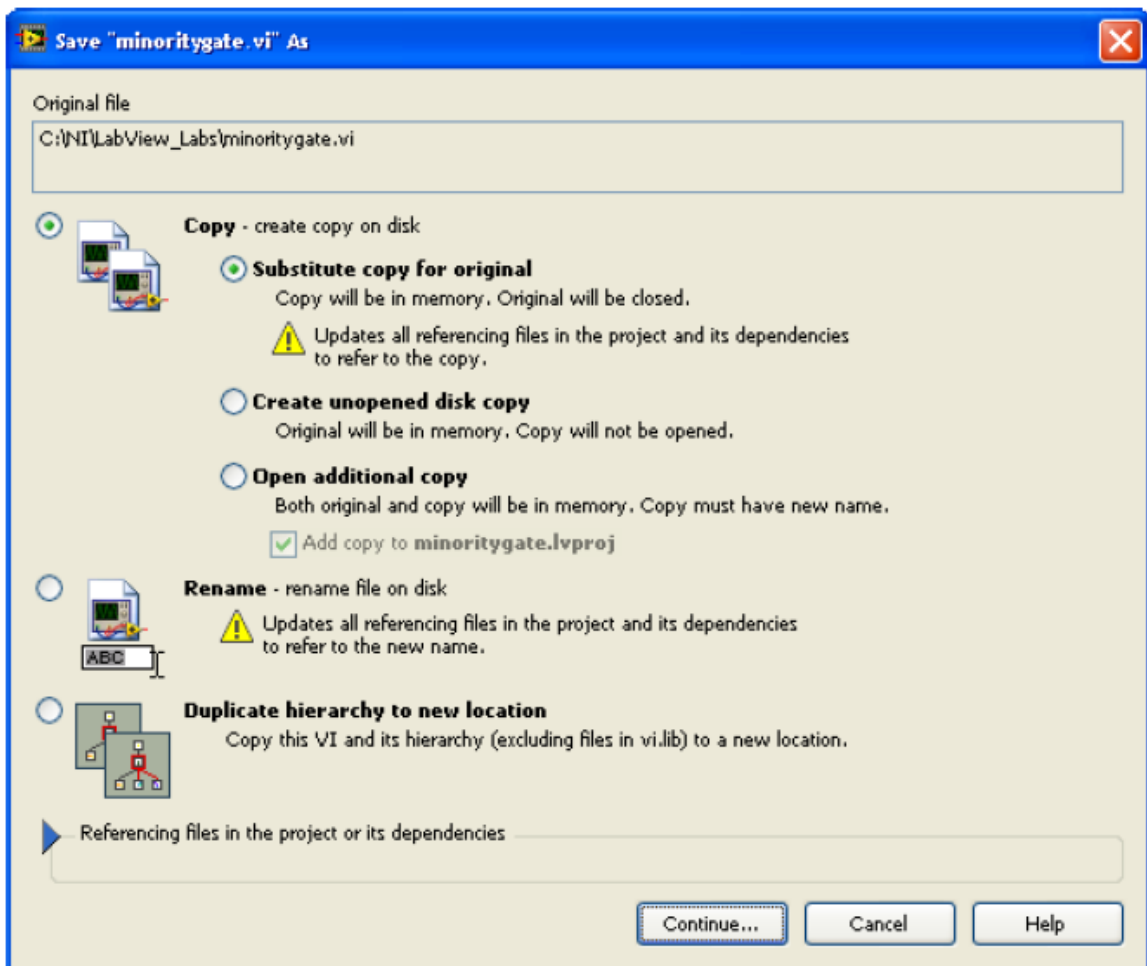 Save "minoritygate.vi" As
Original file
C:\NI\LabView_Labs\minoritygate.vi
Copy - create copy on disk
Substitute copy for original
Copy will be in memory. Original will be closed.
Updates all referencing files in the project and its dependencies
to refer to the copy.
Create unopened disk copy
Original will be in memory. Copy will not be opened.
Open additional copy
Both original and copy will be in memory. Copy must have new name.
Add copy to minoritygate.lvproj
Rename - rename file on disk
Updates all referencing files in the project and its dependencies
to refer to the new name.
ABC
Duplicate hierarchy to new location
Copy this VI and its hierarchy (excluding files in vi.lib) to a new location.
Referencing files in the project or its dependencies
Continue... Cancel Help